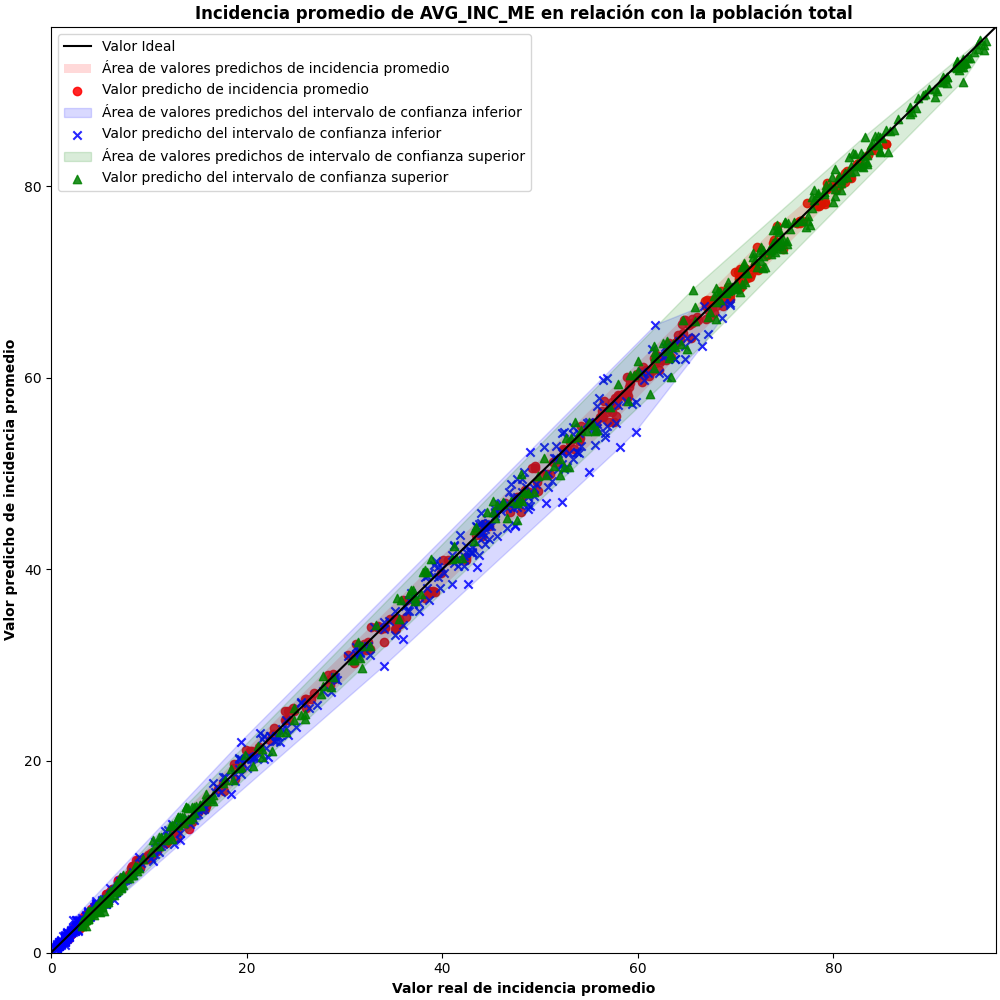 Incidencia promedio de AVG_INC_ME en relación con la población total
Valor Ideal
Área de valores predichos de incidencia promedio
Valor predicho de incidencia promedio
Área de valores predichos del intervalo de confianza inferior
Valor predicho del intervalo de confianza inferior
Área de valores predichos de intervalo de confianza superior
Valor predicho del intervalo de confianza superior
Valor predicho de incidencia promedio
80
60
40
20
0
0 20 40 60 80
Valor real de incidencia promedio